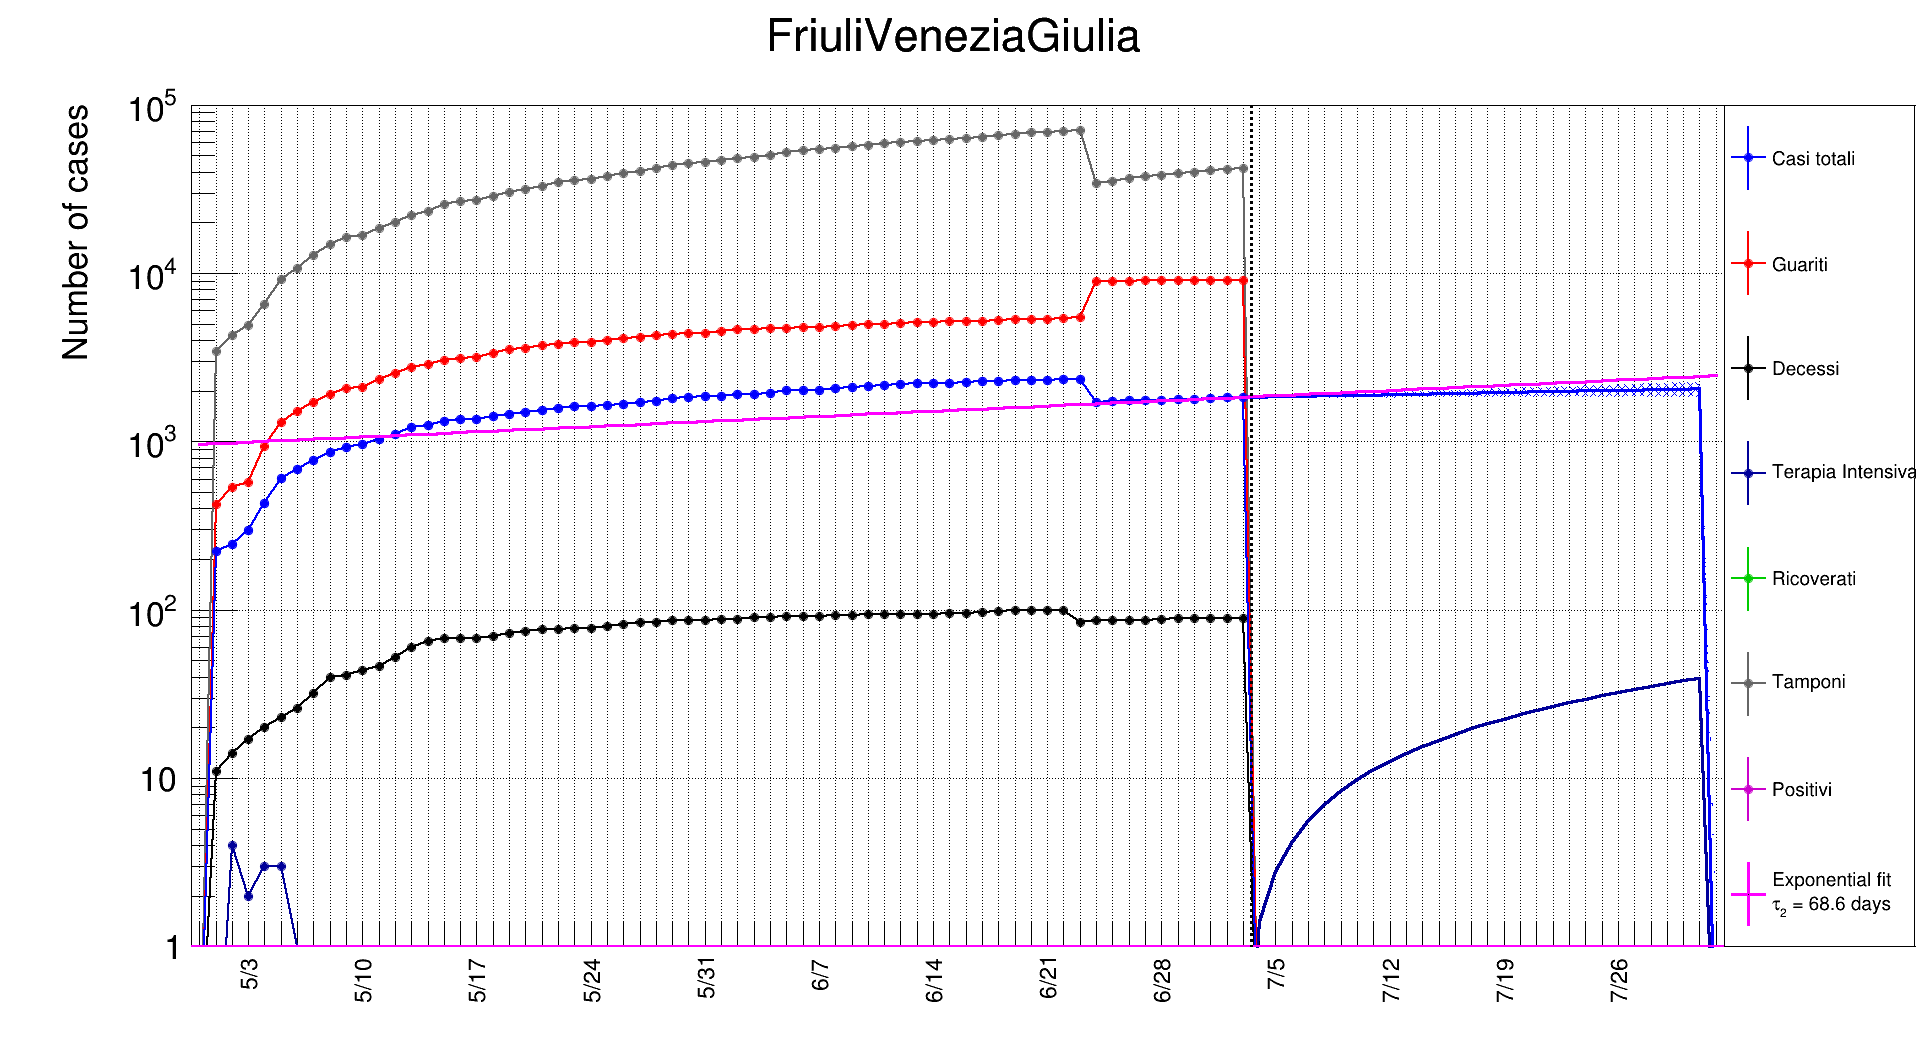 FriuliVeneziaGiulia
Number of cases
10^5
10^4
10^3
10^2
10
1
5/3
5/10
5/17
5/24
5/31
6/7
6/14
6/21
6/28
7/5
7/12
7/19
7/26
Casi totali
Guariti
Decessi
Terapia Intensiva
Ricoverati
Tamponi
Positivi
Exponential fit
τ₂ = 68.6 days